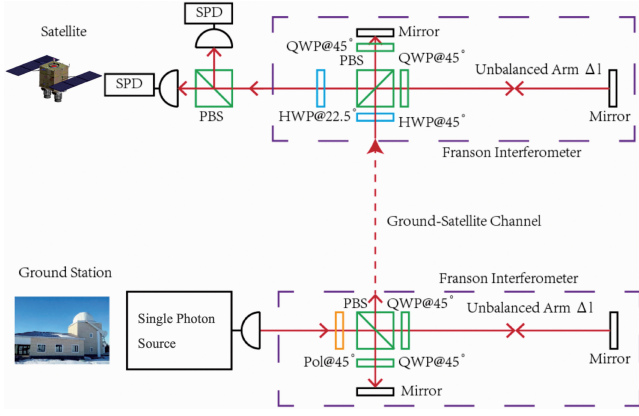 Satellite
SPD
SPD
PBS
Mirror
QWP@45°
PBS
QWP@45°
Unbalanced Arm Δl
Mirror
HWP@22.5°
HWP@45°
Franson Interferometer
Ground-Satellite Channel
Ground Station
Franson Interferometer
Single Photon
Source
PBS
QWP@45°
Unbalanced Arm Δl
Mirror
Pol@45°
QWP@45°
Mirror